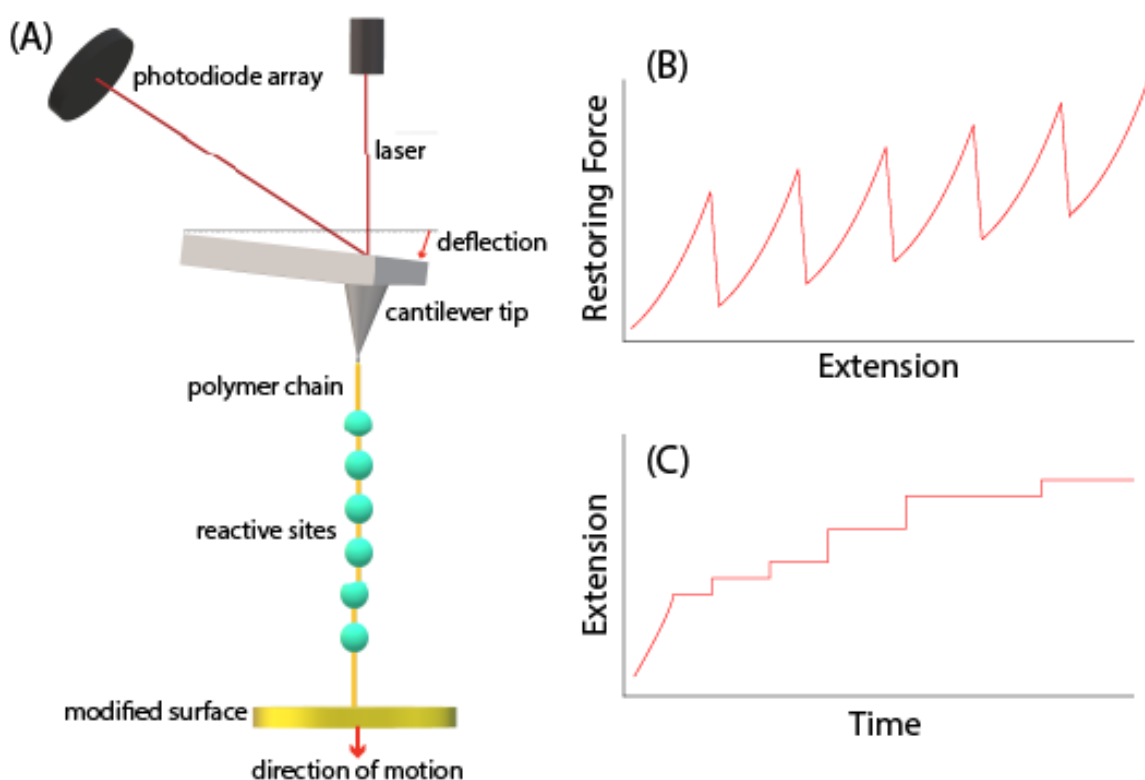 (A)
photodiode array
laser
deflection
cantilever tip
polymer chain
reactive sites
modified surface
direction of motion
(B)
Restoring Force
Extension
(C)
Extension
Time